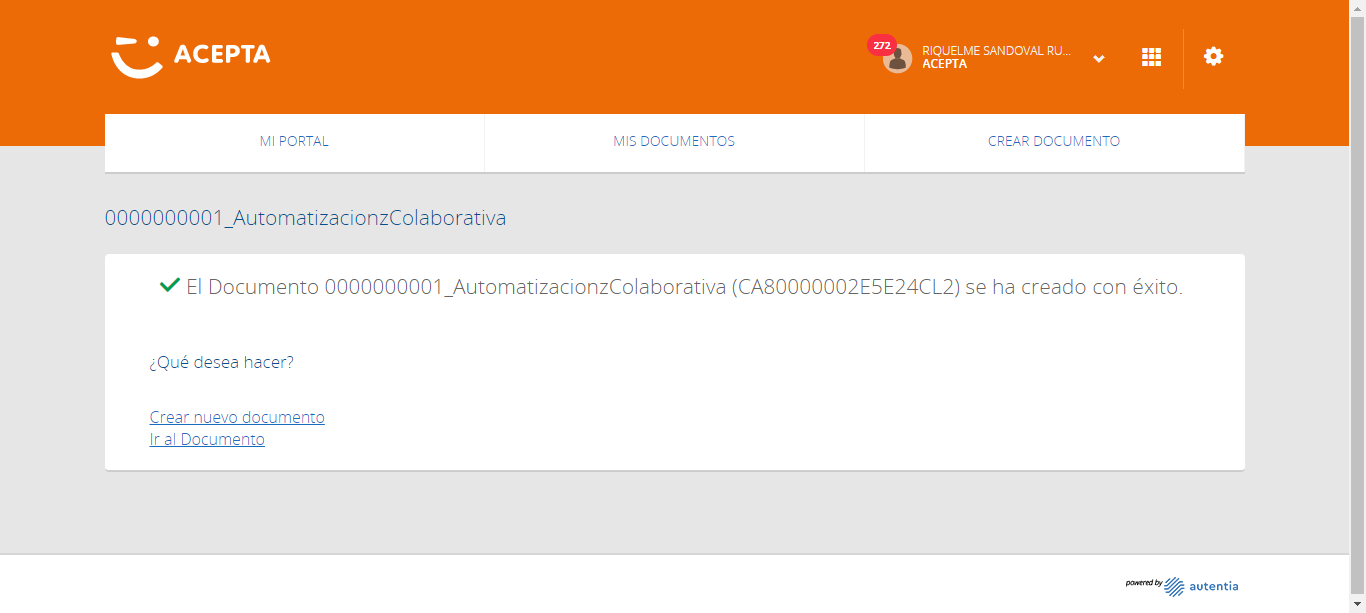 ACEPTA
272
RIQUELME SANDOVAL RU...
ACEPTA
MI PORTAL
MIS DOCUMENTOS
CREAR DOCUMENTO
0000000001_AutomatizacionzColaborativa
El Documento 0000000001_AutomatizacionzColaborativa (CA80000002E5E24CL2) se ha creado con éxito.
¿Qué desea hacer?
Crear nuevo documento
Ir al Documento
powered by autentia